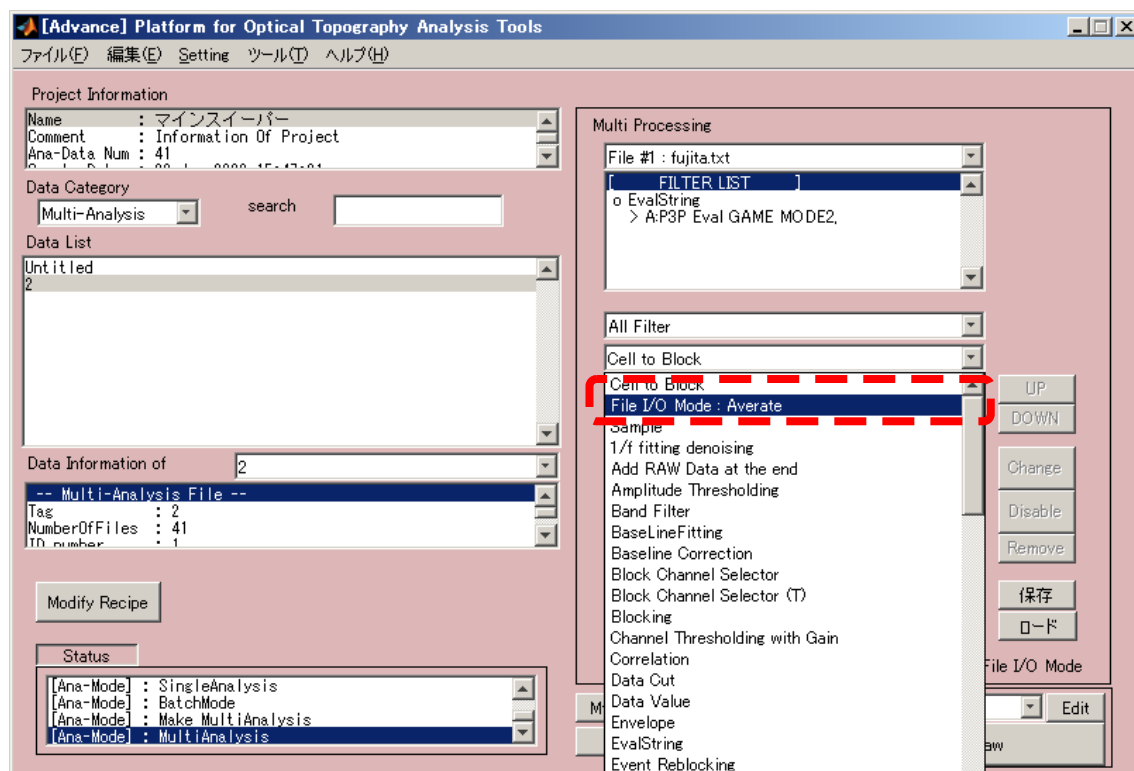 [Advance] Platform for Optical Topography Analysis Tools
ファイル(F) 編集(E) Setting ツール(T) ヘルプ(H)
Project Information
Name : マインスイーパー
Comment : Information Of Project
Ana-Data Num : 41
Data Category
Multi-Analysis
search
Data List
Untitled
2
Data Information of 2
-- Multi-Analysis File --
Tag : 2
NumberOfFiles : 41
ID number : 1
Modify Recipe
Status
[Ana-Mode] : SingleAnalysis
[Ana-Mode] : BatchMode
[Ana-Mode] : Make MultiAnalysis
[Ana-Mode] : MultiAnalysis
Multi Processing
File #1 : fujita.txt
[ FILTER LIST ]
o EvalString
> A:P3P Eval GAME MODE2,
All Filter
Cell to Block
Cell to Block
File I/O Mode : Averate
Sample
1/f fitting denoising
Add RAW Data at the end
Amplitude Thresholding
Band Filter
BaseLineFitting
Baseline Correction
Block Channel Selector
Block Channel Selector (T)
Blocking
Channel Thresholding with Gain
Correlation
Data Cut
Data Value
Envelope
EvalString
Event Reblocking
UP
DOWN
Change
Disable
Remove
保存
ロード
File I/O Mode
Edit